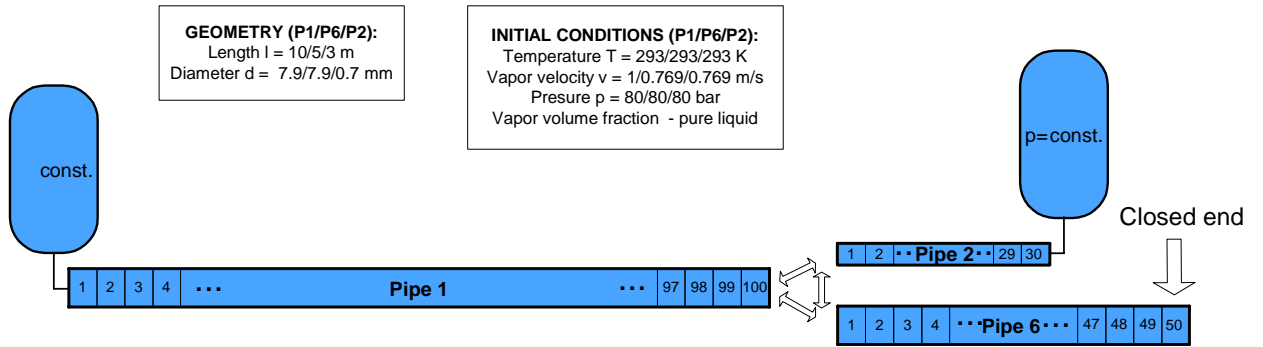 GEOMETRY (P1/P6/P2):
Length l = 10/5/3 m
Diameter d = 7.9/7.9/0.7 mm
INITIAL CONDITIONS (P1/P6/P2):
Temperature T = 293/293/293 K
Vapor velocity v = 1/0.769/0.769 m/s
Presure p = 80/80/80 bar
Vapor volume fraction - pure liquid
const.
p=const.
Closed end
1 2 ··Pipe 2·· 29 30
1 2 3 4 ··· Pipe 1 ··· 97 98 99 100
1 2 3 4 ···Pipe 6··· 47 48 49 50